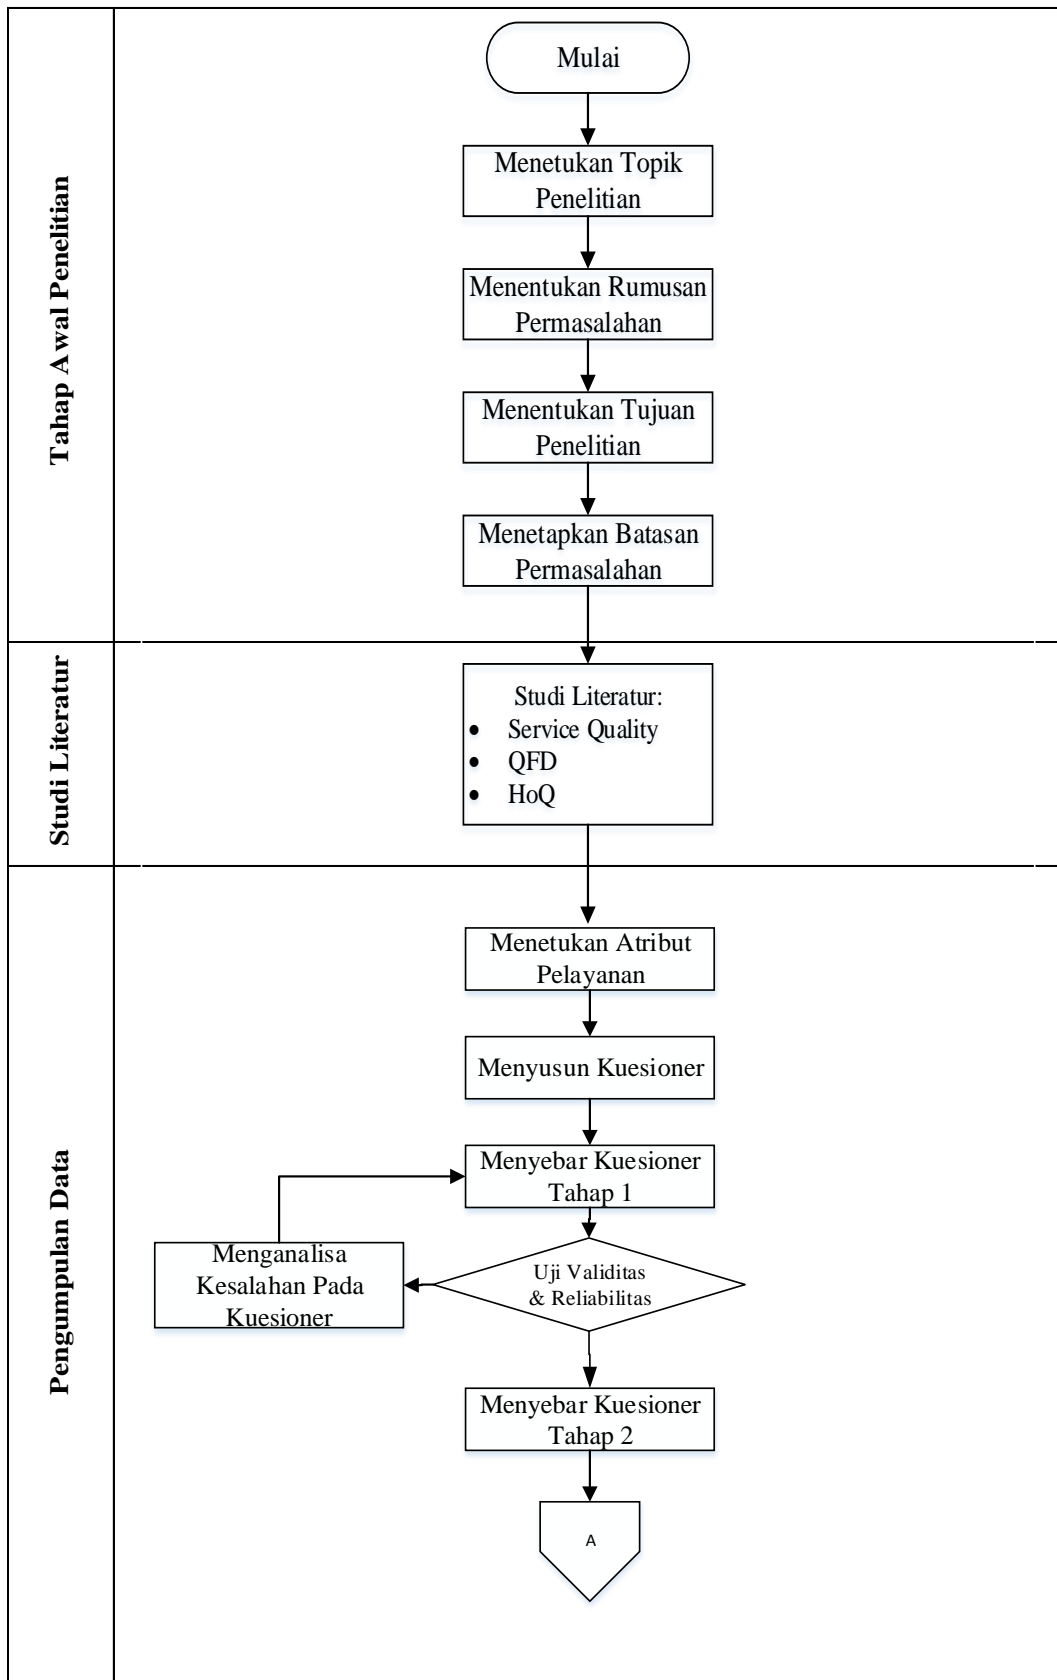 Tahap Awal Penelitian
Mulai
Menetukan Topik
Penelitian
Menentukan Rumusan
Permasalahan
Menentukan Tujuan
Penelitian
Menetapkan Batasan
Permasalahan
Studi Literatur
Studi Literatur:
• Service Quality
• QFD
• HoQ
Pengumpulan Data
Menetukan Atribut
Pelayanan
Menyusun Kuesioner
Menyebar Kuesioner
Tahap 1
Uji Validitas
& Reliabilitas
Menganalisa
Kesalahan Pada
Kuesioner
Menyebar Kuesioner
Tahap 2
A